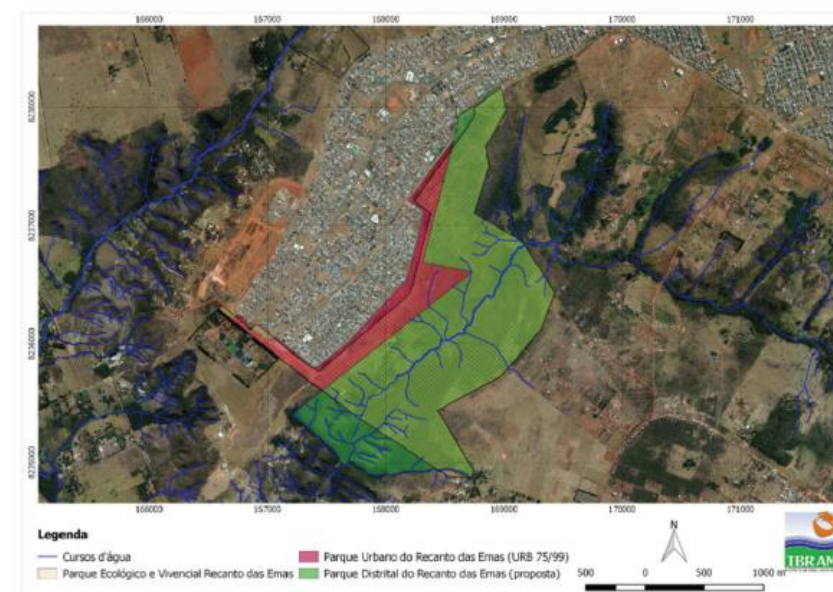 166000 167000 168000 169000 170000 171000
8238000
8237000
8236000
8235000
166000 167000 168000 169000 170000 171000
Legenda
Cursos d'água
Parque Ecológico e Vivencial Recanto das Emas
Parque Urbano do Recanto das Emas (URB 75/99)
Parque Distrital do Recanto das Emas (proposta)
N
500 0 500 1000 m